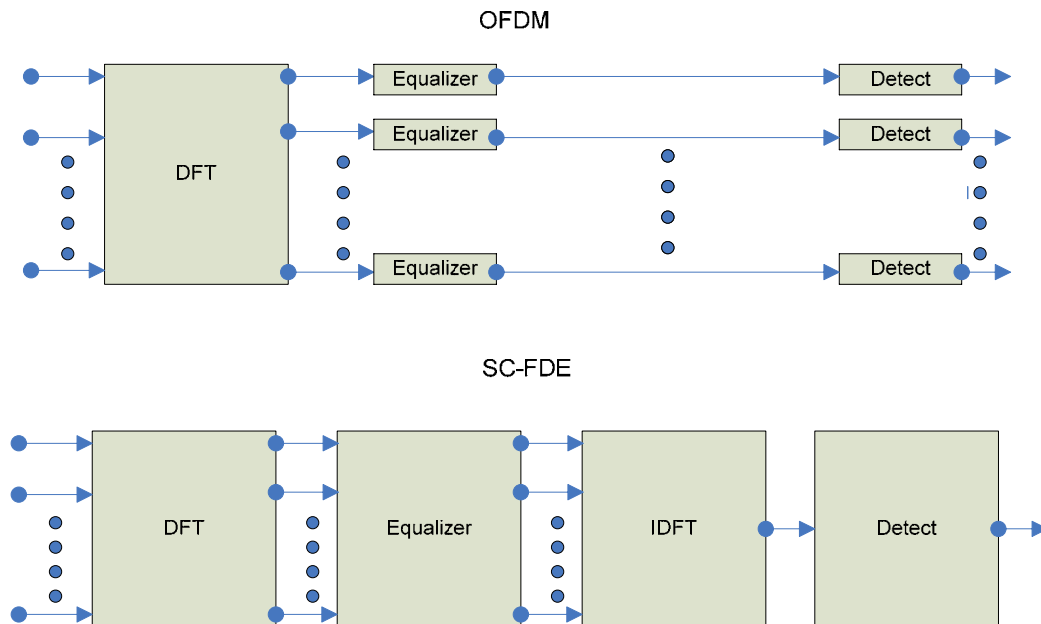 OFDM
Equalizer
Detect
Equalizer
Detect
DFT
Equalizer
Detect
SC-FDE
DFT
Equalizer
IDFT
Detect